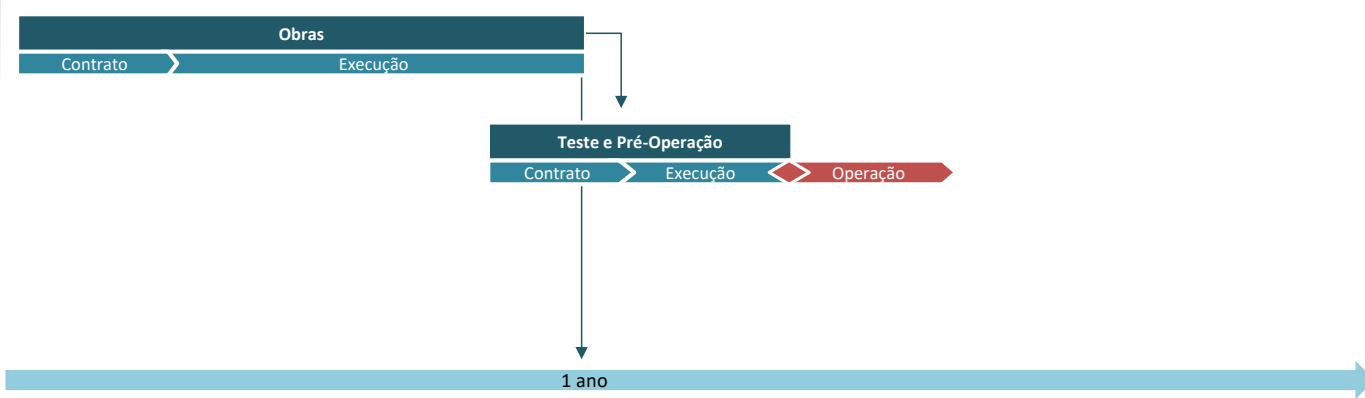 Obras
Contrato
Execução
Teste e Pré-Operação
Contrato
Execução
Operação
1 ano